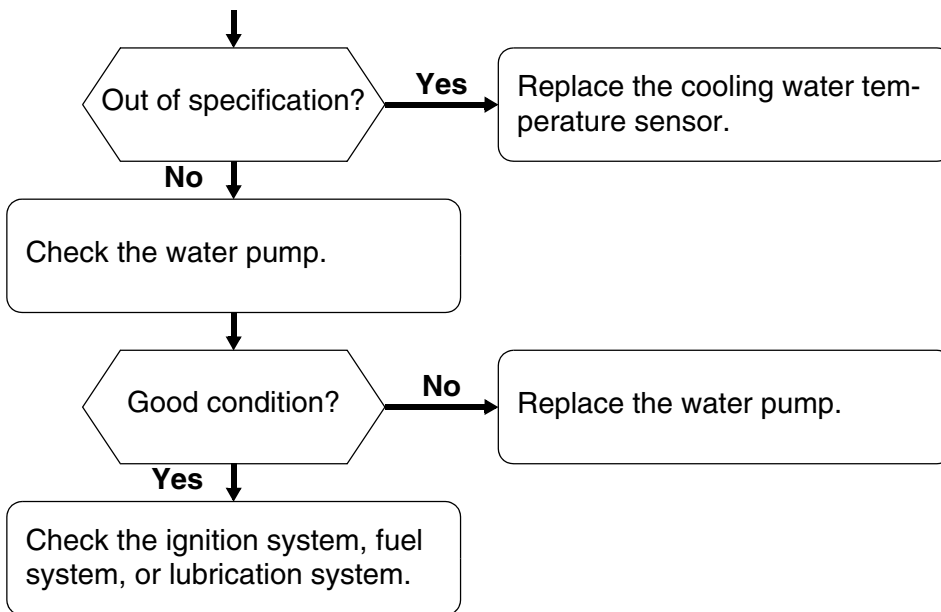 Out of specification?
Yes
Replace the cooling water tem-
perature sensor.
No
Check the water pump.
Good condition?
No
Replace the water pump.
Yes
Check the ignition system, fuel
system, or lubrication system.